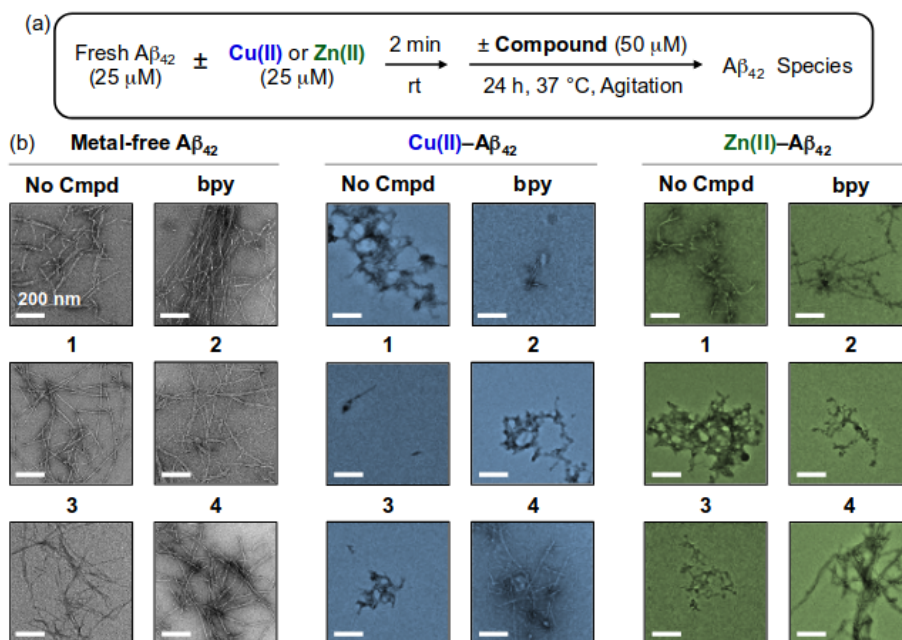 (a)
Fresh Aβ₄₂ ± Cu(II) or Zn(II) 2 min ± Compound (50 μM) Aβ₄₂ Species
(25 μM) (25 μM) rt 24 h, 37 °C, Agitation
(b) Metal-free Aβ₄₂ Cu(II)–Aβ₄₂ Zn(II)–Aβ₄₂
No Cmpd bpy No Cmpd bpy No Cmpd bpy
200 nm
1 2 1 2 1 2
3 4 3 4 3 4